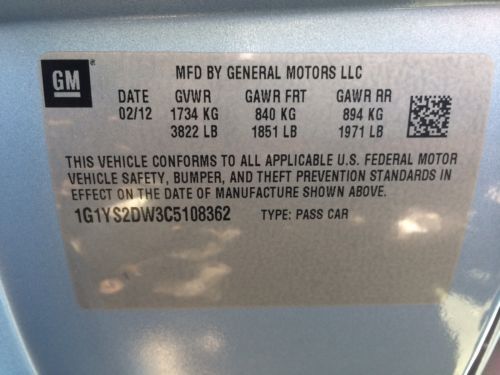 GM
MFD BY GENERAL MOTORS LLC
DATE GVWR GAWR FRT GAWR RR
02/12 1734 KG 840 KG 894 KG
3822 LB 1851 LB 1971 LB
THIS VEHICLE CONFORMS TO ALL APPLICABLE U.S. FEDERAL MOTOR
VEHICLE SAFETY, BUMPER, AND THEFT PREVENTION STANDARDS IN
EFFECT ON THE DATE OF MANUFACTURE SHOWN ABOVE.
1G1YS2DW3C5108362 TYPE: PASS CAR